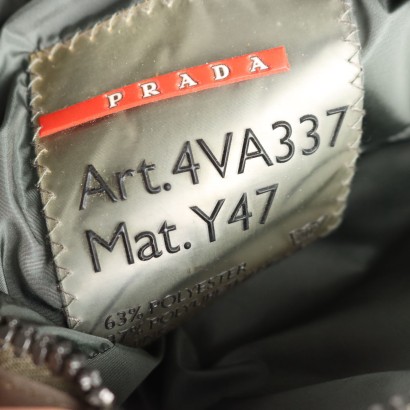 PRADA
Art.4VA337
Mat.Y47
63% POLYESTER